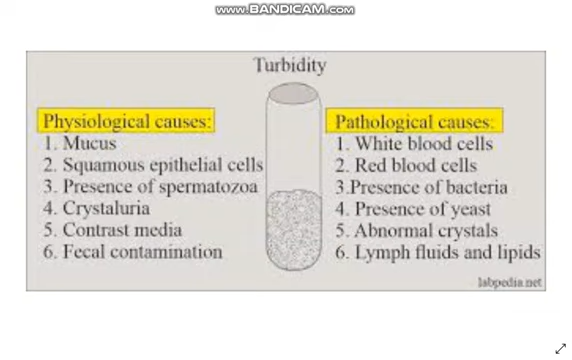 www.BANDICAM.com
Turbidity
Physiological causes:
1. Mucus
2. Squamous epithelial cells
3. Presence of spermatozoa
4. Crystaluria
5. Contrast media
6. Fecal contamination
Pathological causes:
1. White blood cells
2. Red blood cells
3.Presence of bacteria
4. Presence of yeast
5. Abnormal crystals
6. Lymph fluids and lipids
labpedia.net